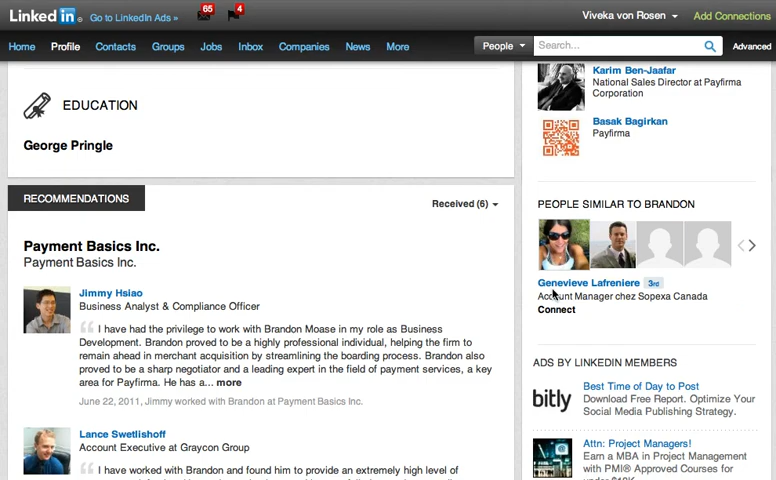 Linked in
Go to LinkedIn Ads »
65
4
Viveka von Rosen
Add Connections
Home Profile Contacts Groups Jobs Inbox Companies News More
People
Search...
Advanced
EDUCATION
George Pringle
RECOMMENDATIONS
Received (6)
Payment Basics Inc.
Payment Basics Inc.
Jimmy Hsiao
Business Analyst & Compliance Officer
I have had the privilege to work with Brandon Moase in my role as Business
Development. Brandon proved to be a highly professional individual, helping the firm to
remain ahead in merchant acquisition by streamlining the boarding process. Brandon also
proved to be a sharp negotiator and a leading expert in the field of payment services, a key
area for Payfirma. He has a... more
June 22, 2011, Jimmy worked with Brandon at Payment Basics Inc.
Lance Swetlishoff
Account Executive at Graycon Group
I have worked with Brandon and found him to provide an extremely high level of
Karim Ben-Jaafar
National Sales Director at Payfirma
Corporation
Basak Bagirkan
Payfirma
PEOPLE SIMILAR TO BRANDON
Genevieve Lafreniere 3rd
Account Manager chez Sopexa Canada
Connect
ADS BY LINKEDIN MEMBERS
bitly
Best Time of Day to Post
Download Free Report. Optimize Your
Social Media Publishing Strategy.
Attn: Project Managers!
Earn a MBA in Project Management
with PMI® Approved Courses for